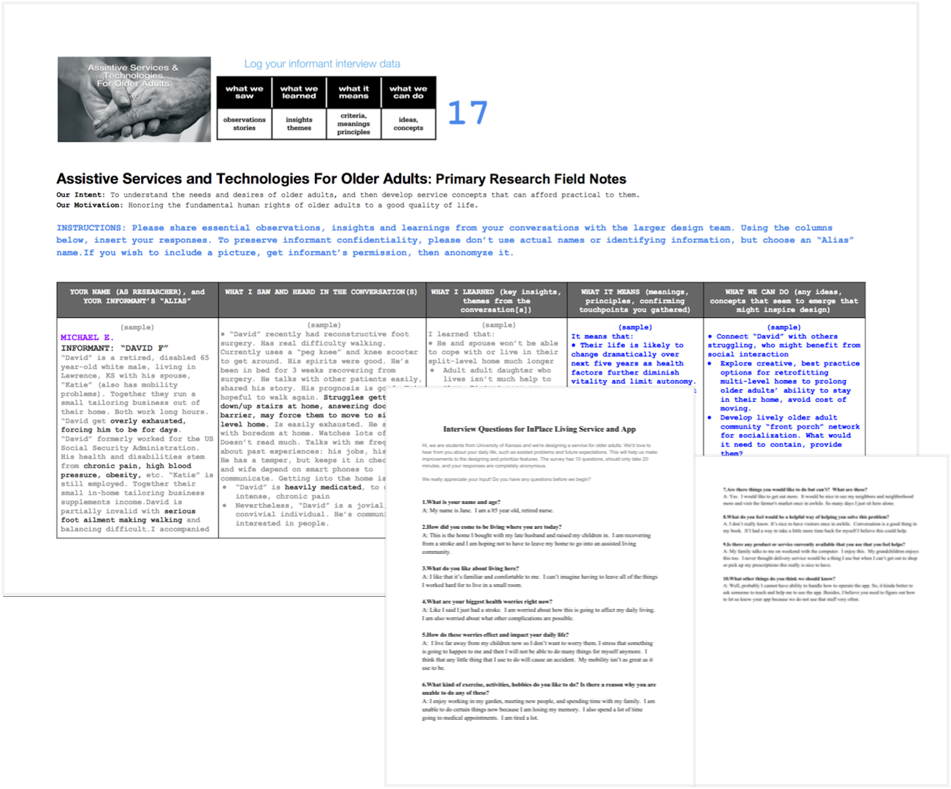 Assistive Services &
Technologies
For Older Adults
Log your informant interview data
what we saw
what we learned
what it means
what we can do
observations stories
insights themes
criteria, meanings principles
ideas, concepts
17
Assistive Services and Technologies For Older Adults: Primary Research Field Notes
Our Intent: To understand the needs and desires of older adults, and then develop service concepts that can afford practical to them.
Our Motivation: Honoring the fundamental human rights of older adults to a good quality of life.
INSTRUCTIONS: Please share essential observations, insights and learnings from your conversations with the larger design team. Using the columns
below, insert your responses. To preserve informant confidentiality, please don't use actual names or identifying information, but choose an "Alias"
name.If you wish to include a picture, get informant's permission, then anonomyze it.
YOUR NAME (AS RESEARCHER), and
YOUR INFORMANT'S "ALIAS"
WHAT I SAW AND HEARD IN THE CONVERSATION(S)
WHAT I LEARNED (key insights,
themes from the
conversation[s])
WHAT IT MEANS (meanings,
principles, confirming
touchpoints you gathered)
WHAT WE CAN DO (any ideas,
concepts that seem to emerge that
might inspire design)
(sample)
MICHAEL E.
INFORMANT: "DAVID F"
"David" is a retired, disabled 65
year-old white male, living in
Lawrence, KS with his spouse,
"Katie" (also has mobility
problems). Together they run a
small tailoring business out of
their home. Both work long hours.
"David get overly exhausted,
forcing him to be for days.
"David" formerly worked for the US
Social Security Administration.
His health and disabilities stem
from chronic pain, high blood
pressure, obesity, etc. "Katie" is
still employed. Together their
small in-home tailoring business
supplements income.David is
partially invalid with serious
foot ailment making walking and
balancing difficult.I accompanied
(sample)
● "David" recently had reconstructive foot
surgery. Has real difficulty walking.
Currently uses a "peg knee" and knee scooter
to get around. His spirits were good. He's
been in bed for 3 weeks recovering from
surgery. He talks with other patients easily,
shared his story. His prognosis is go
hopeful to walk again. Struggles gett
down/up stairs at home, answering doo
barrier, may force them to move to si
level home. Is easily exhausted. He s
with boredom at home. Watches lots of
Doesn't read much. Talks with me freq
about past experiences: his jobs, his
He has a temper, but keeps it in chec
and wife depend on smart phones to
communicate. Getting into the home is
● "David" is heavily medicated, to
intense, chronic pain
● Nevertheless, "David" is a jovial,
convivial individual. He's commun
interested in people.
(sample)
I learned that:
● He and spouse won't be able
to cope with or live in their
split-level home much longer
● Adult adult daughter who
lives isn't much help to
(sample)
It means that:
● Their life is likely to
change dramatically over
next five years as health
factors further diminish
vitality and limit autonomy.
(sample)
● Connect "David" with others
struggling, who might benefit from
social interaction
● Explore creative, best practice
options for retrofitting
multi-level homes to prolong
older adults' ability to stay
in their home, avoid cost of
moving.
● Develop lively older adult
community "front porch" network
for socialization. What would
it need to contain, provide
them?
Interview Questions for InPlace Living Service and App
Hi, we are students from University of Kansas and we're designing a service for older adults. We'd love to
hear from you about your daily life, such as existed problems and future expectations. This will help us make
improvements to the designing and prioritize features. The survey has 10 questions, should only take 20
minutes, and your responses are completely anonymous.
We really appreciate your input! Do you have any questions before we begin?
1.What is your name and age?
A: My name is Jane. I am a 85 year-old, retired nurse.
2.How did you come to be living where you are today?
A: This is the home I bought with my late husband and raised my children in. I am recovering
from a stroke and I am hoping not to have to leave my home to go into an assisted living
community.
3.What do you like about living here?
A: I like that it's familiar and comfortable to me. I can't imagine having to leave all of the things
I worked hard for to live in a small room.
4.What are your biggest health worries right now?
A: Like I said I just had a stroke. I am worried about how this is going to affect my daily living.
I am also worried about what other complications are possible.
5.How do these worries effect and impact your daily life?
A: I live far away from my children now so I don't want to worry them. I stress that something
is going to happen to me and then I will not be able to do many things for myself anymore. I
think that any little thing that I use to do will cause an accident. My mobility isn't as great as it
use to be.
6.What kind of exercise, activities, hobbies do you like to do? Is there a reason why you are
unable to do any of these?
A: I enjoy working in my garden, meeting new people, and spending time with my family. I am
unable to do certain things now because I am losing my memory. I also spend a lot of time
going to medical appointments. I am tired a lot.
7.Are there things you would like to do but can't? What are these?
A: Yes. I would like to get out more. It would be nice to see my neighbors and neighborhood
more and visit the farmer's market once in awhile. So many days I just sit here alone.
8.What do you feel would be a helpful way of helping you solve this problem?
A: I don't really know. It's nice to have visitors once in awhile. Conversation is a good thing in
my book. If I had a way to take a little more time back for myself I believe this could help.
9.Is there any product or service currently available that you use that you feel helps?
A: My family talks to me on weekend with the computer. I enjoy this. My grandchildren enjoys
this too. I never thought delivery service would be a thing I use but when I can't get out to shop
or pick up my prescriptions this really is nice to have.
10.What other things do you think we should know?
A: Well, probably I cannot have ability to handle how to operate the app. So, it kinda better to
ask someone to teach and help me to use the app. Besides, I believe you need to figure out how
to let us know your app because we do not use that stuff very often.